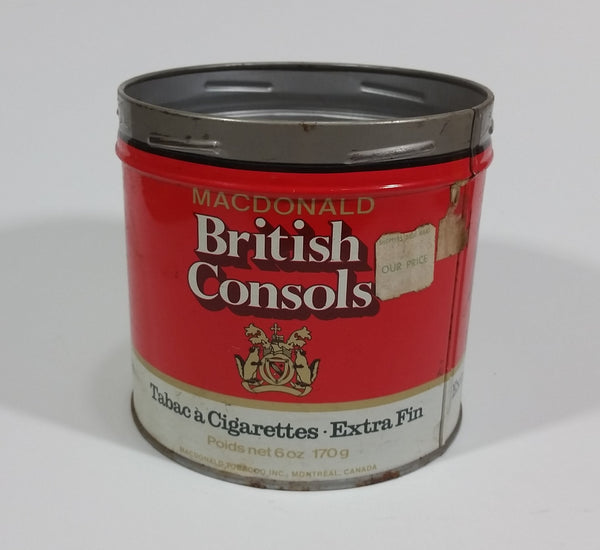 MACDONALD
British
Consols
OUR PRICE
Tabac à Cigarettes · Extra Fin
Poids net 6 oz 170 g
MACDONALD TOBACCO INC., MONTREAL, CANADA